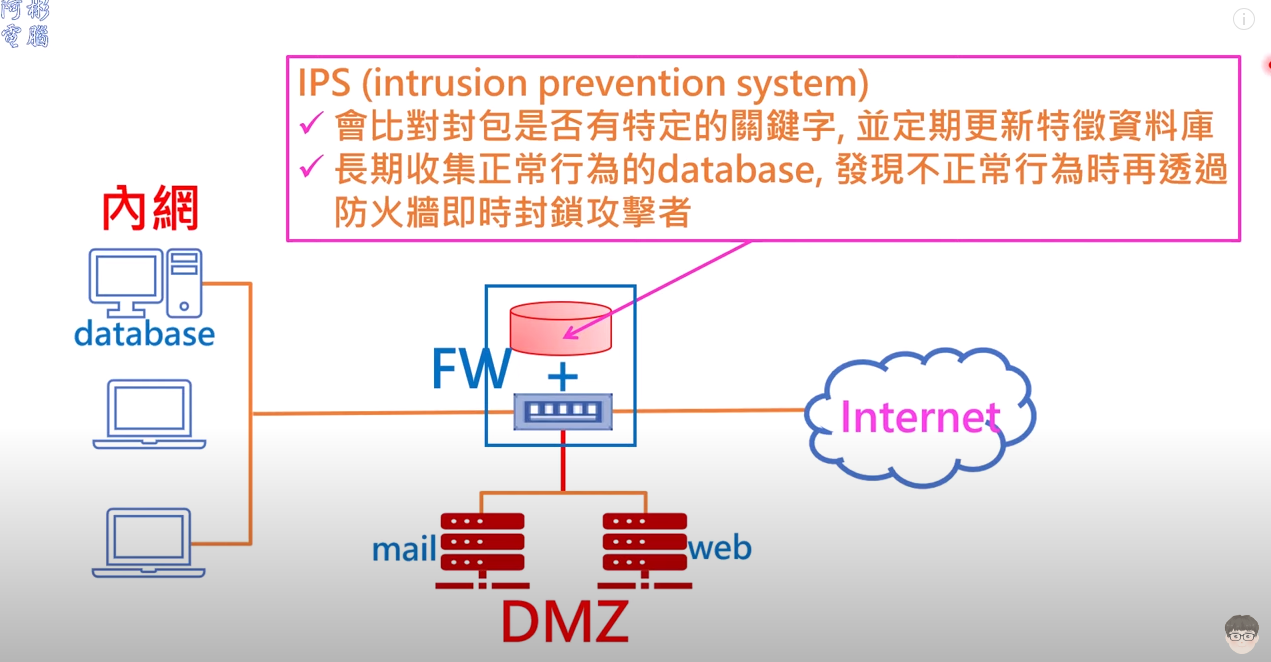 阿彬
電腦
IPS (intrusion prevention system)
✓ 會比對封包是否有特定的關鍵字, 並定期更新特徵資料庫
✓ 長期收集正常行為的database, 發現不正常行為時再透過
防火牆即時封鎖攻擊者
內網
database
FW
+
Internet
mail
web
DMZ